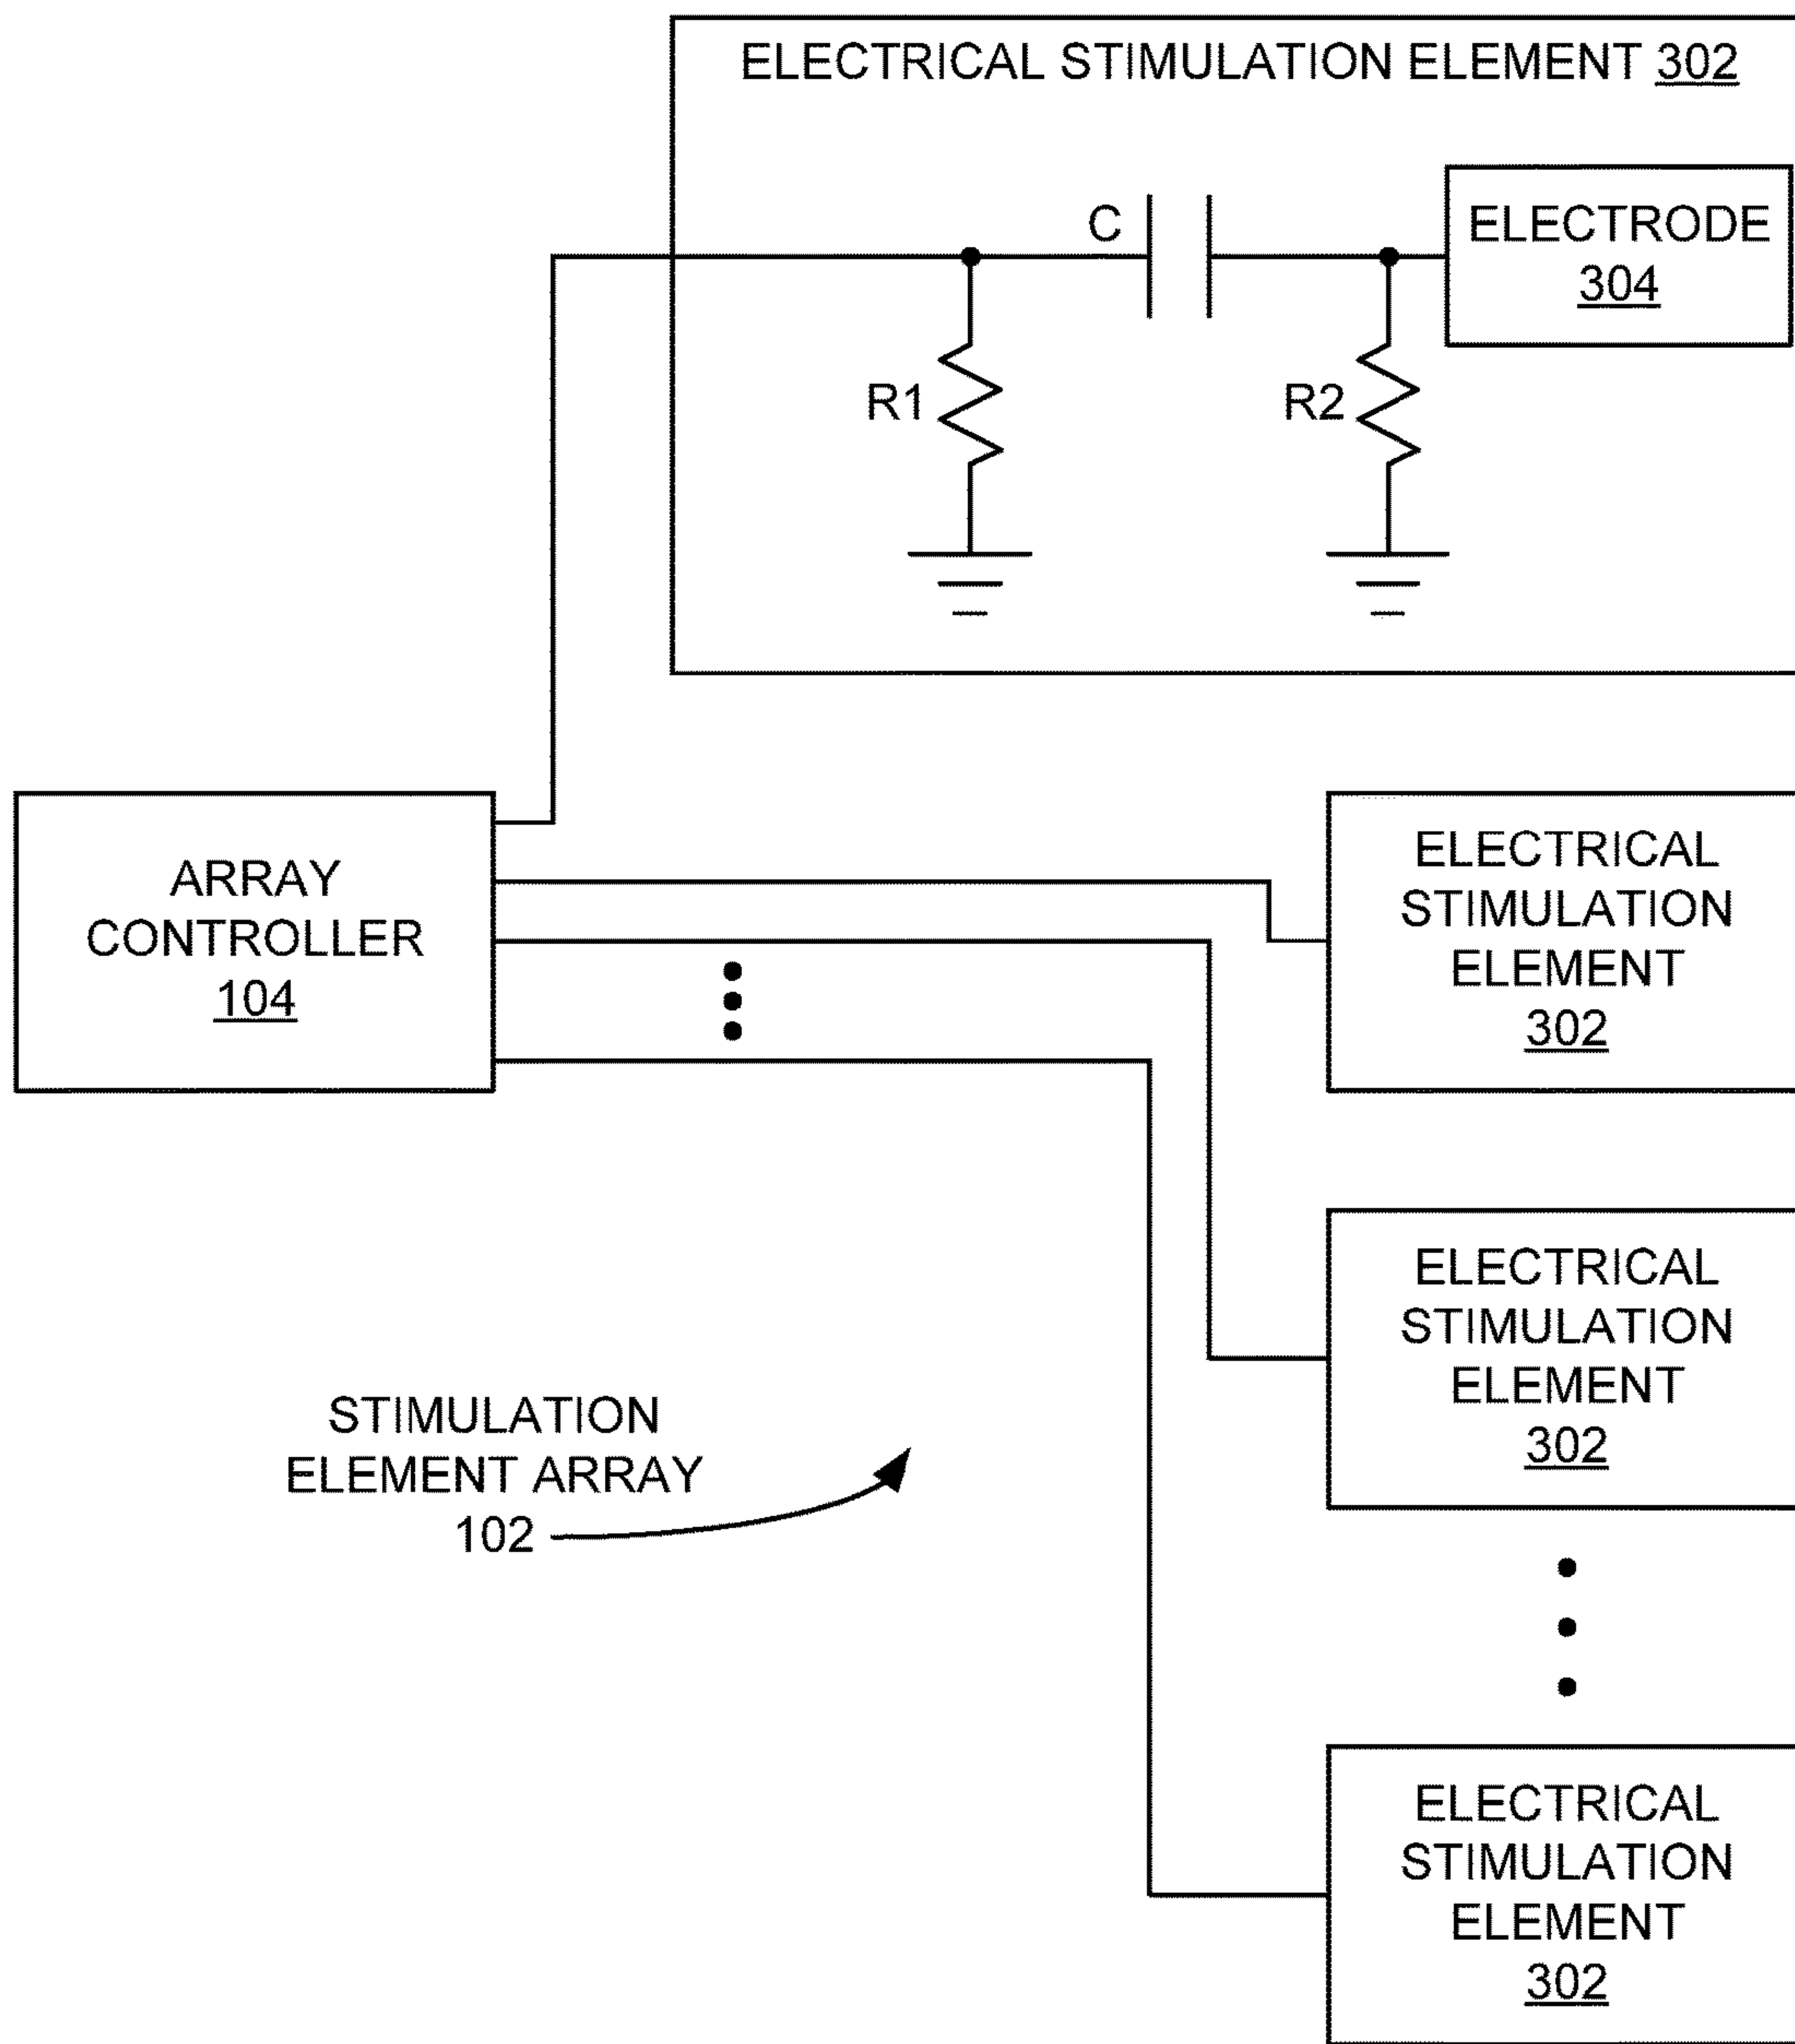 ELECTRICAL STIMULATION ELEMENT 302
C
ELECTRODE
304
R1
R2
ARRAY
CONTROLLER
104
ELECTRICAL
STIMULATION
ELEMENT
302
ELECTRICAL
STIMULATION
ELEMENT
302
STIMULATION
ELEMENT ARRAY
102
ELECTRICAL
STIMULATION
ELEMENT
302